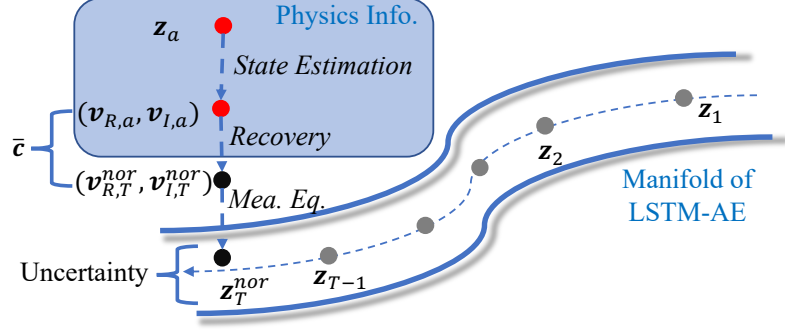 Physics Info.
z_a
State Estimation
(v_{R,a}, v_{I,a})
Recovery
c̄
(v_{R,T}^{nor}, v_{I,T}^{nor})
Mea. Eq.
z_1
z_2
Manifold of
LSTM-AE
Uncertainty
z_T^{nor}
z_{T-1}